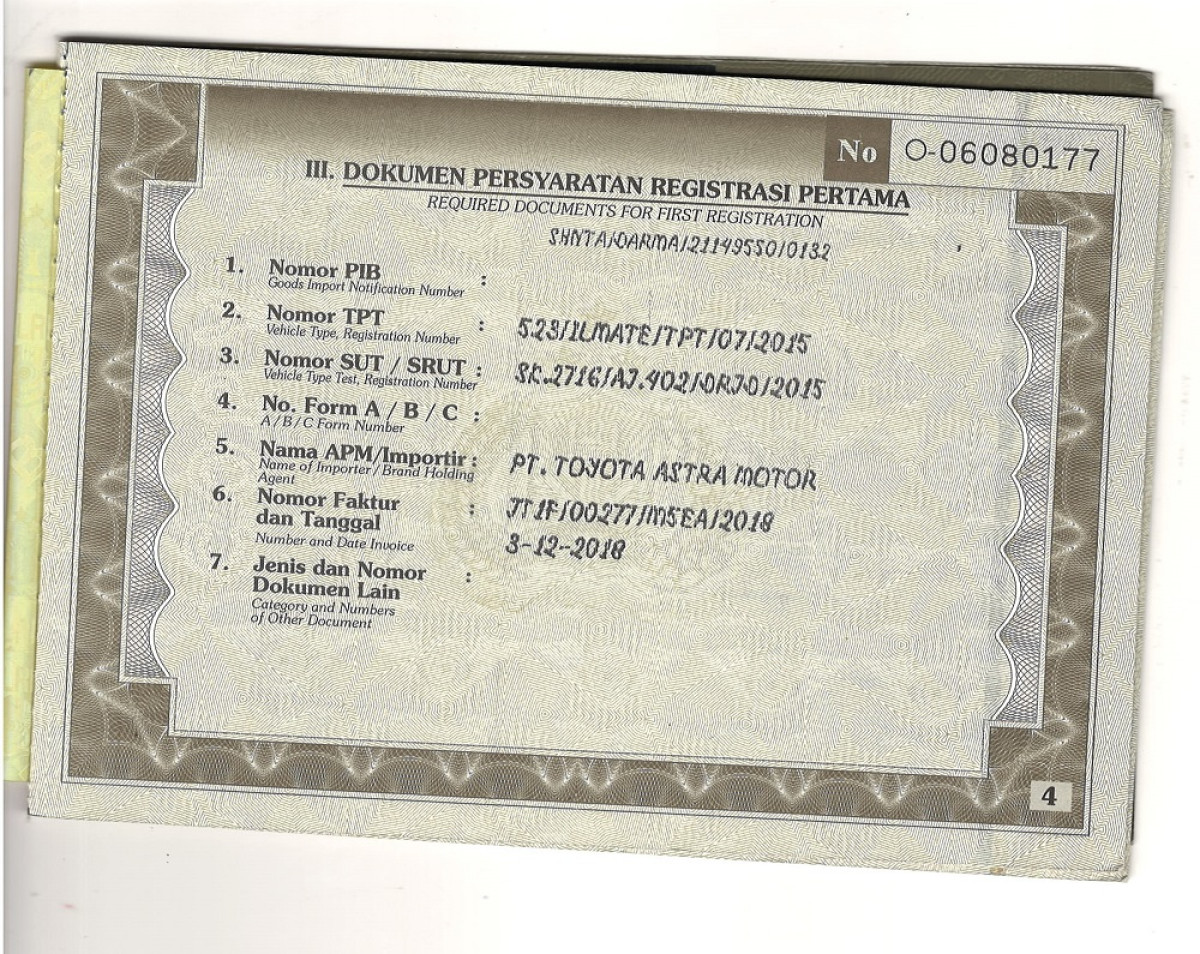 No O-06080177
III. DOKUMEN PERSYARATAN REGISTRASI PERTAMA
REQUIRED DOCUMENTS FOR FIRST REGISTRATION
SHNTA/DARMA/21149550/0132
1. Nomor PIB :
Goods Import Notification Number
2. Nomor TPT : 523/ILMATE/TPT/07/2015
Vehicle Type, Registration Number
3. Nomor SUT / SRUT : SK.2716/AJ.402/DRJD/2015
Vehicle Type Test, Registration Number
4. No. Form A / B / C :
A / B / C Form Number
5. Nama APM/Importir : PT. TOYOTA ASTRA MOTOR
Name of Importer / Brand Holding
Agent
6. Nomor Faktur : JT1F/00277/MSEA/2018
dan Tanggal 3-12-2018
Number and Date Invoice
7. Jenis dan Nomor :
Dokumen Lain
Category and Numbers
of Other Document
4